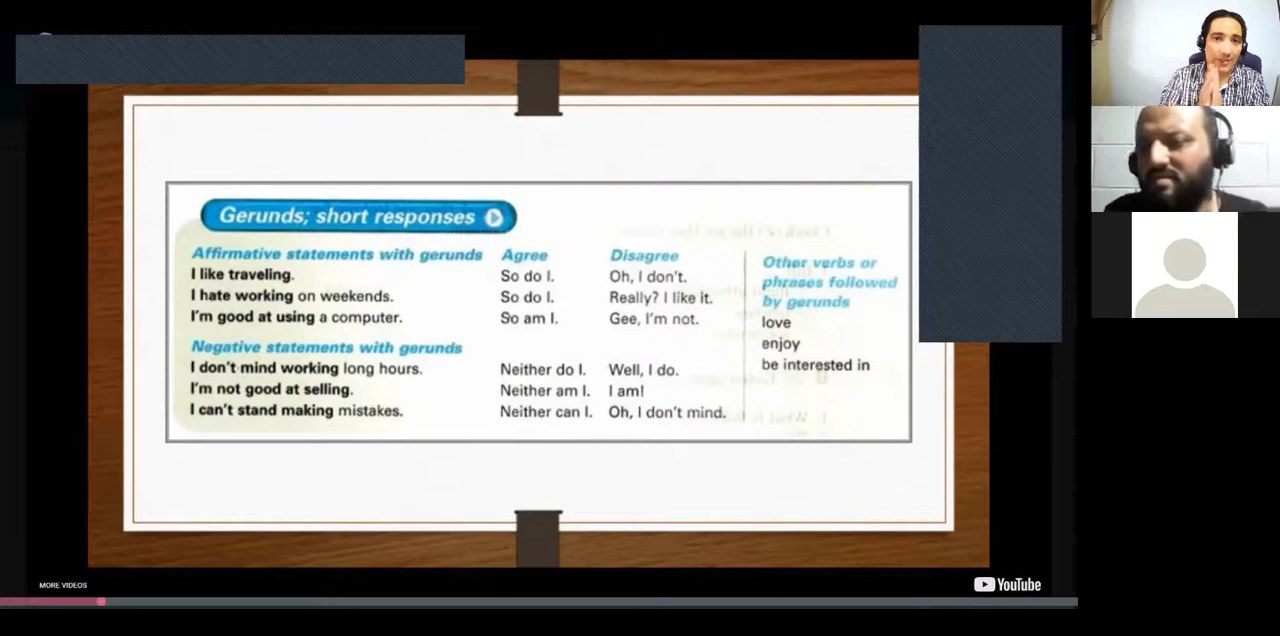 Gerunds; short responses
Affirmative statements with gerunds Agree Disagree
I like traveling. So do I. Oh, I don't.
I hate working on weekends. So do I. Really? I like it.
I'm good at using a computer. So am I. Gee, I'm not.
Negative statements with gerunds
I don't mind working long hours. Neither do I. Well, I do.
I'm not good at selling. Neither am I. I am!
I can't stand making mistakes. Neither can I. Oh, I don't mind.
Other verbs or
phrases followed
by gerunds
love
enjoy
be interested in
MORE VIDEOS
YouTube